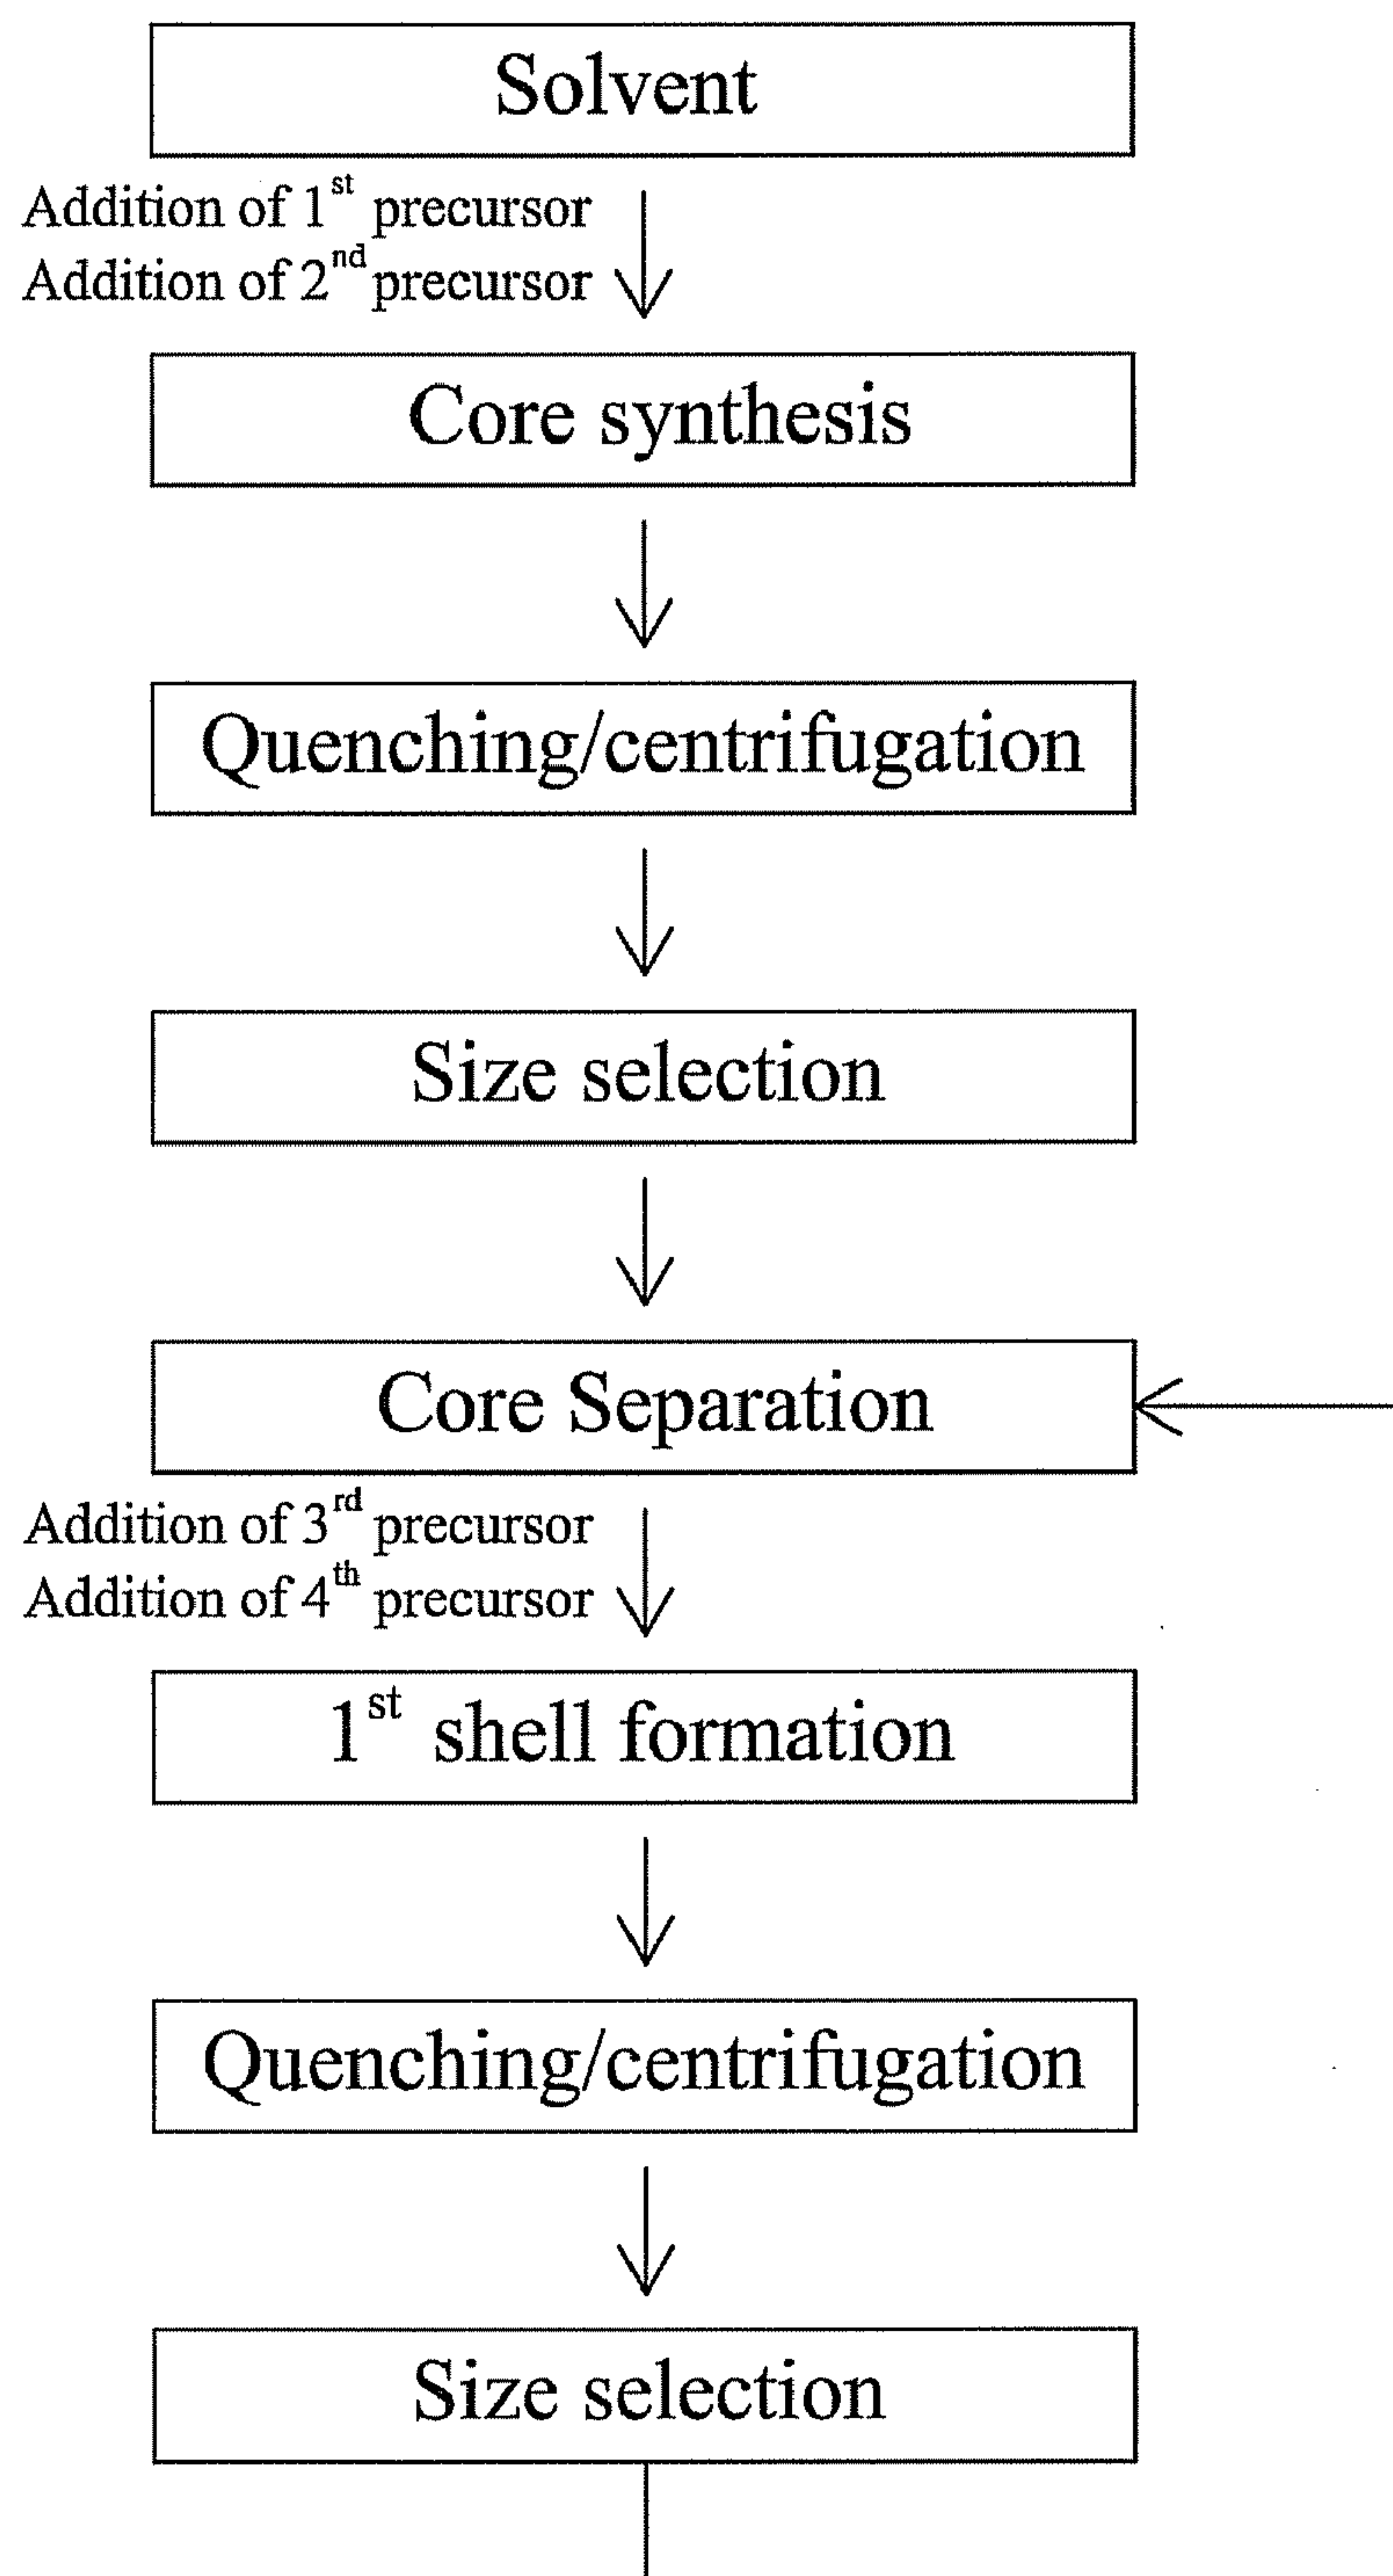 Solvent
Addition of 1st precursor
Addition of 2nd precursor
Core synthesis
Quenching/centrifugation
Size selection
Core Separation
Addition of 3rd precursor
Addition of 4th precursor
1st shell formation
Quenching/centrifugation
Size selection